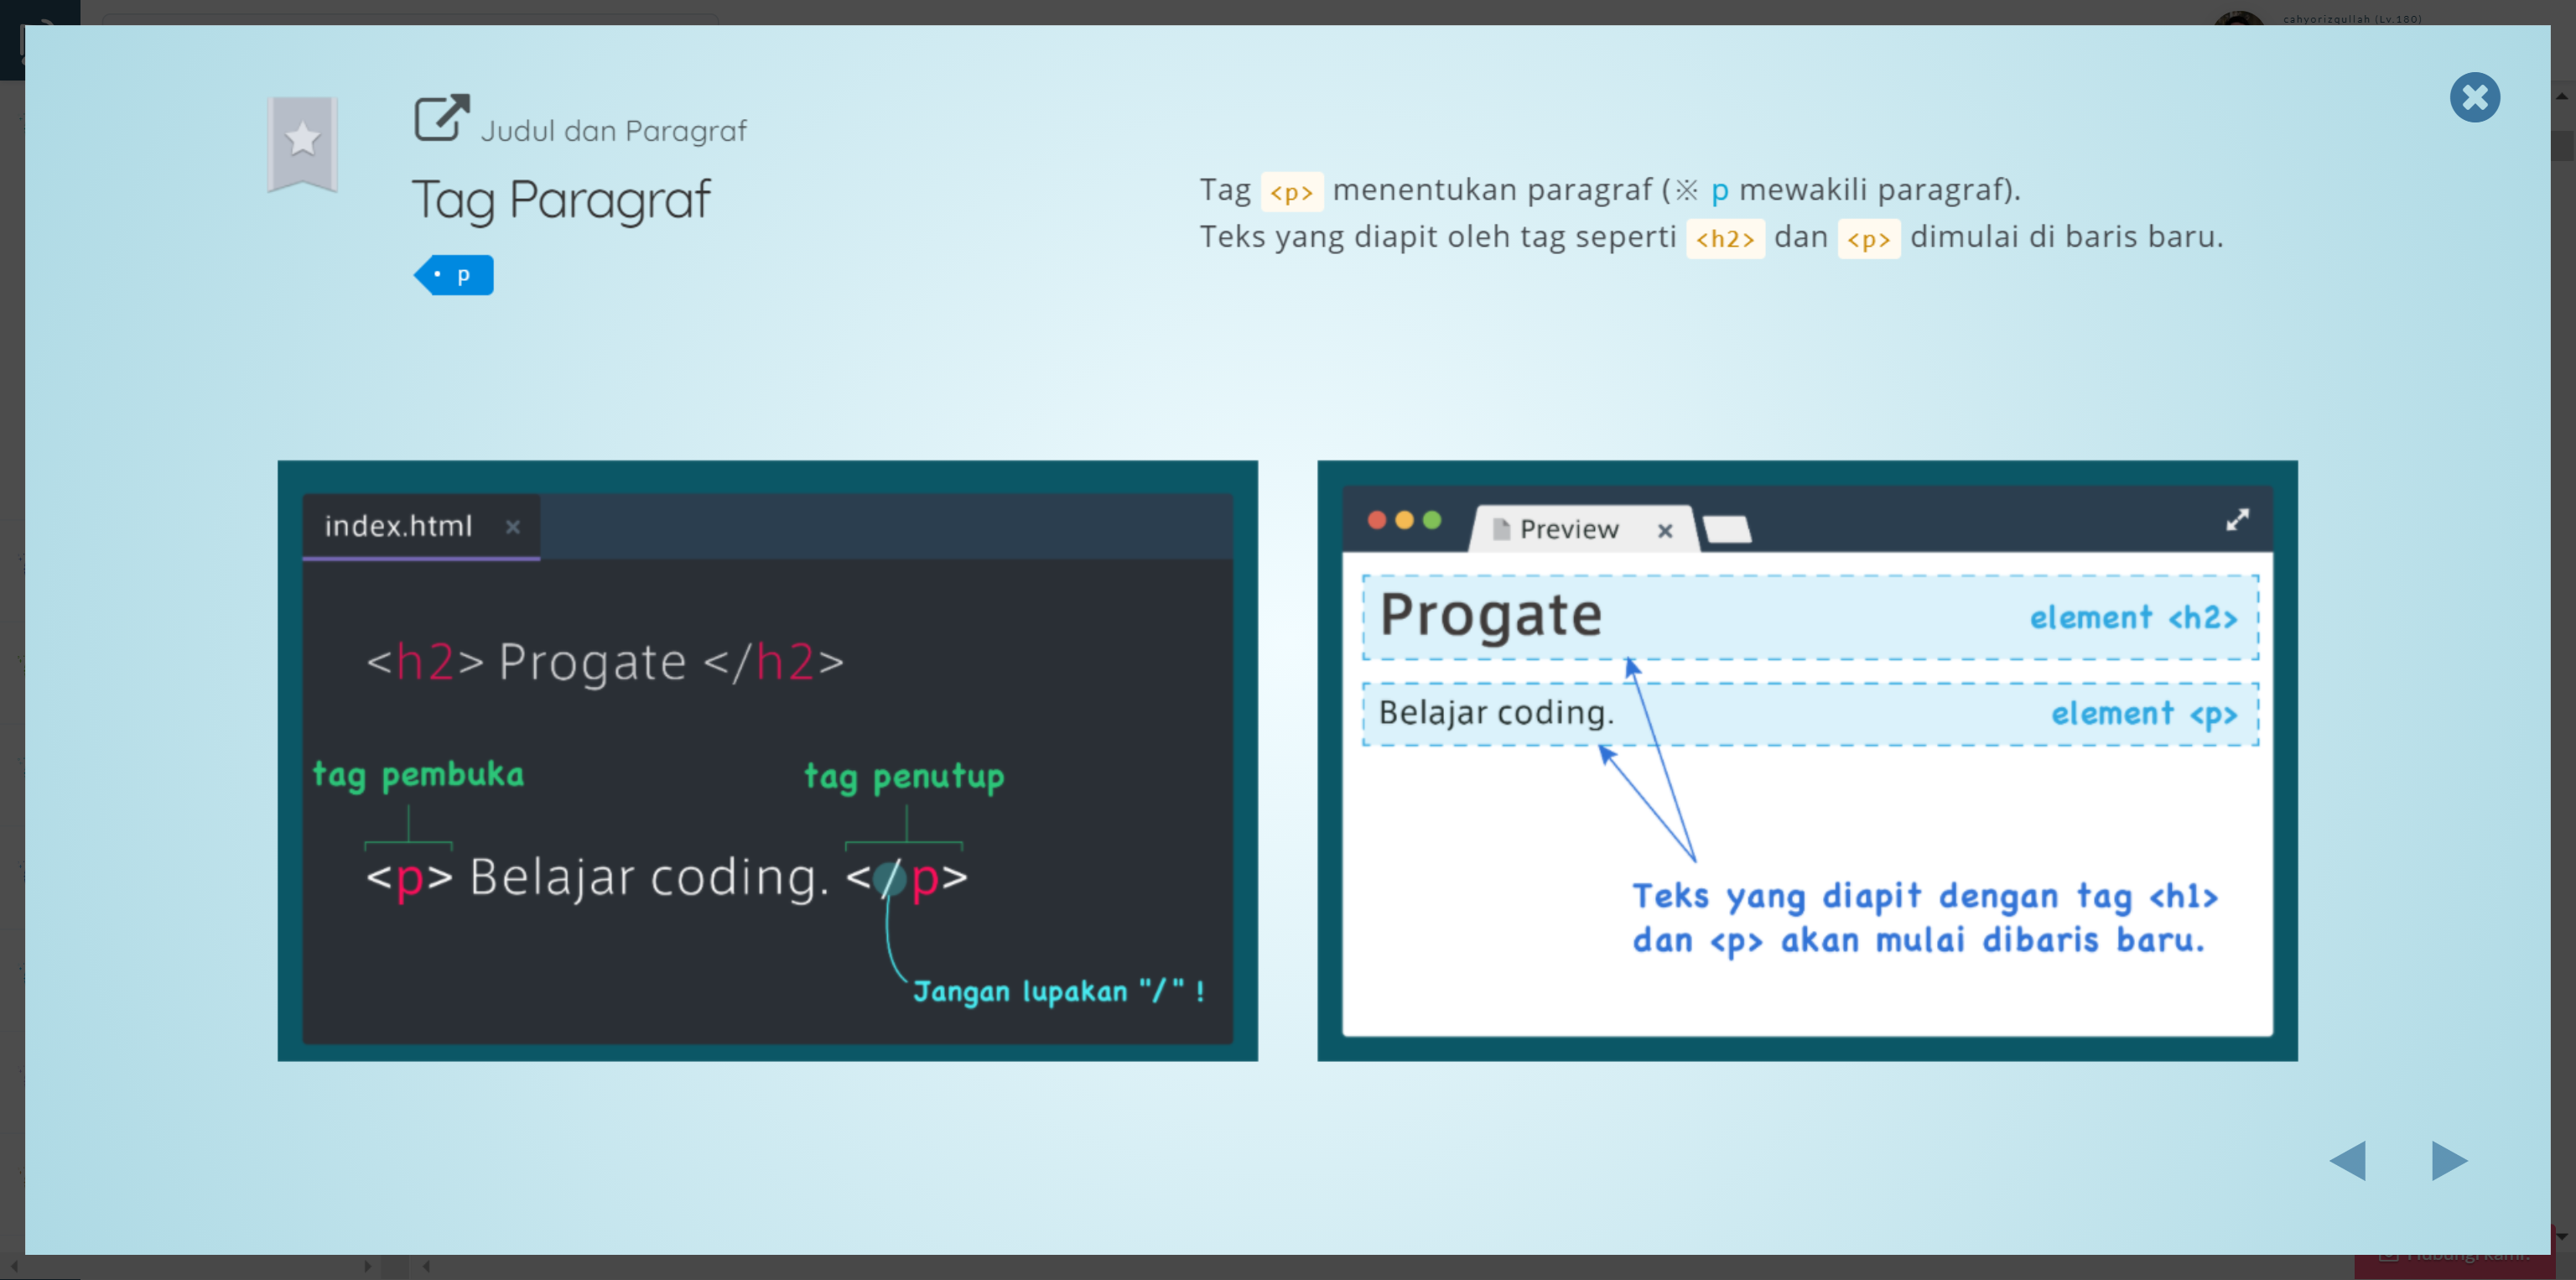 cahyorizqullah (Lv.180)
Judul dan Paragraf
Tag Paragraf
p
Tag <p> menentukan paragraf (※ p mewakili paragraf).
Teks yang diapit oleh tag seperti <h2> dan <p> dimulai di baris baru.
index.html
<h2> Progate </h2>
tag pembuka
tag penutup
<p> Belajar coding. </p>
Jangan lupakan "/" !
Preview
Progate
element <h2>
Belajar coding.
element <p>
Teks yang diapit dengan tag <h1>
dan <p> akan mulai dibaris baru.
Hubungi kami.